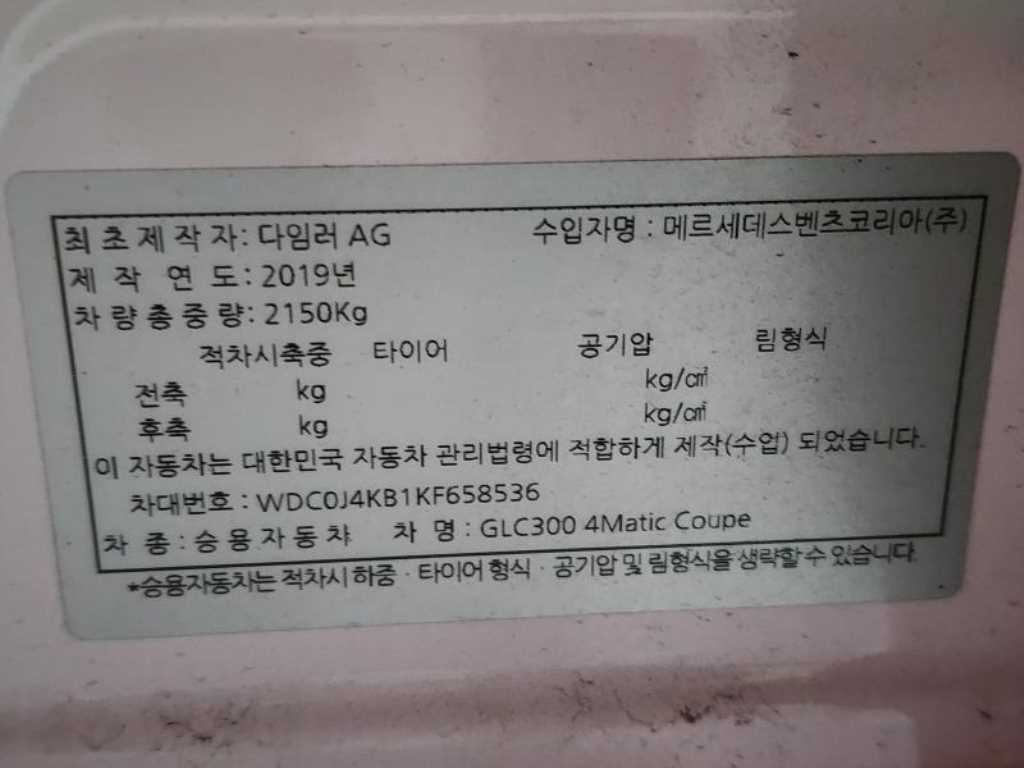 최초제작자: 다임러 AG 수입자명 : 메르세데스벤츠코리아(주)
제 작 연 도 : 2019년
차량총중량: 2150Kg
적차시축중 타이어 공기압 림형식
전축 kg kg/㎠
후축 kg kg/㎠
이 자동차는 대한민국 자동차 관리법령에 적합하게 제작(수입) 되었습니다.
차대번호 : WDC0J4KB1KF658536
차 종 : 승용자동차 차 명 : GLC300 4Matic Coupe
*승용자동차는 적차시 하중 · 타이어 형식 · 공기압 및 림형식을 생략할 수 있습니다.